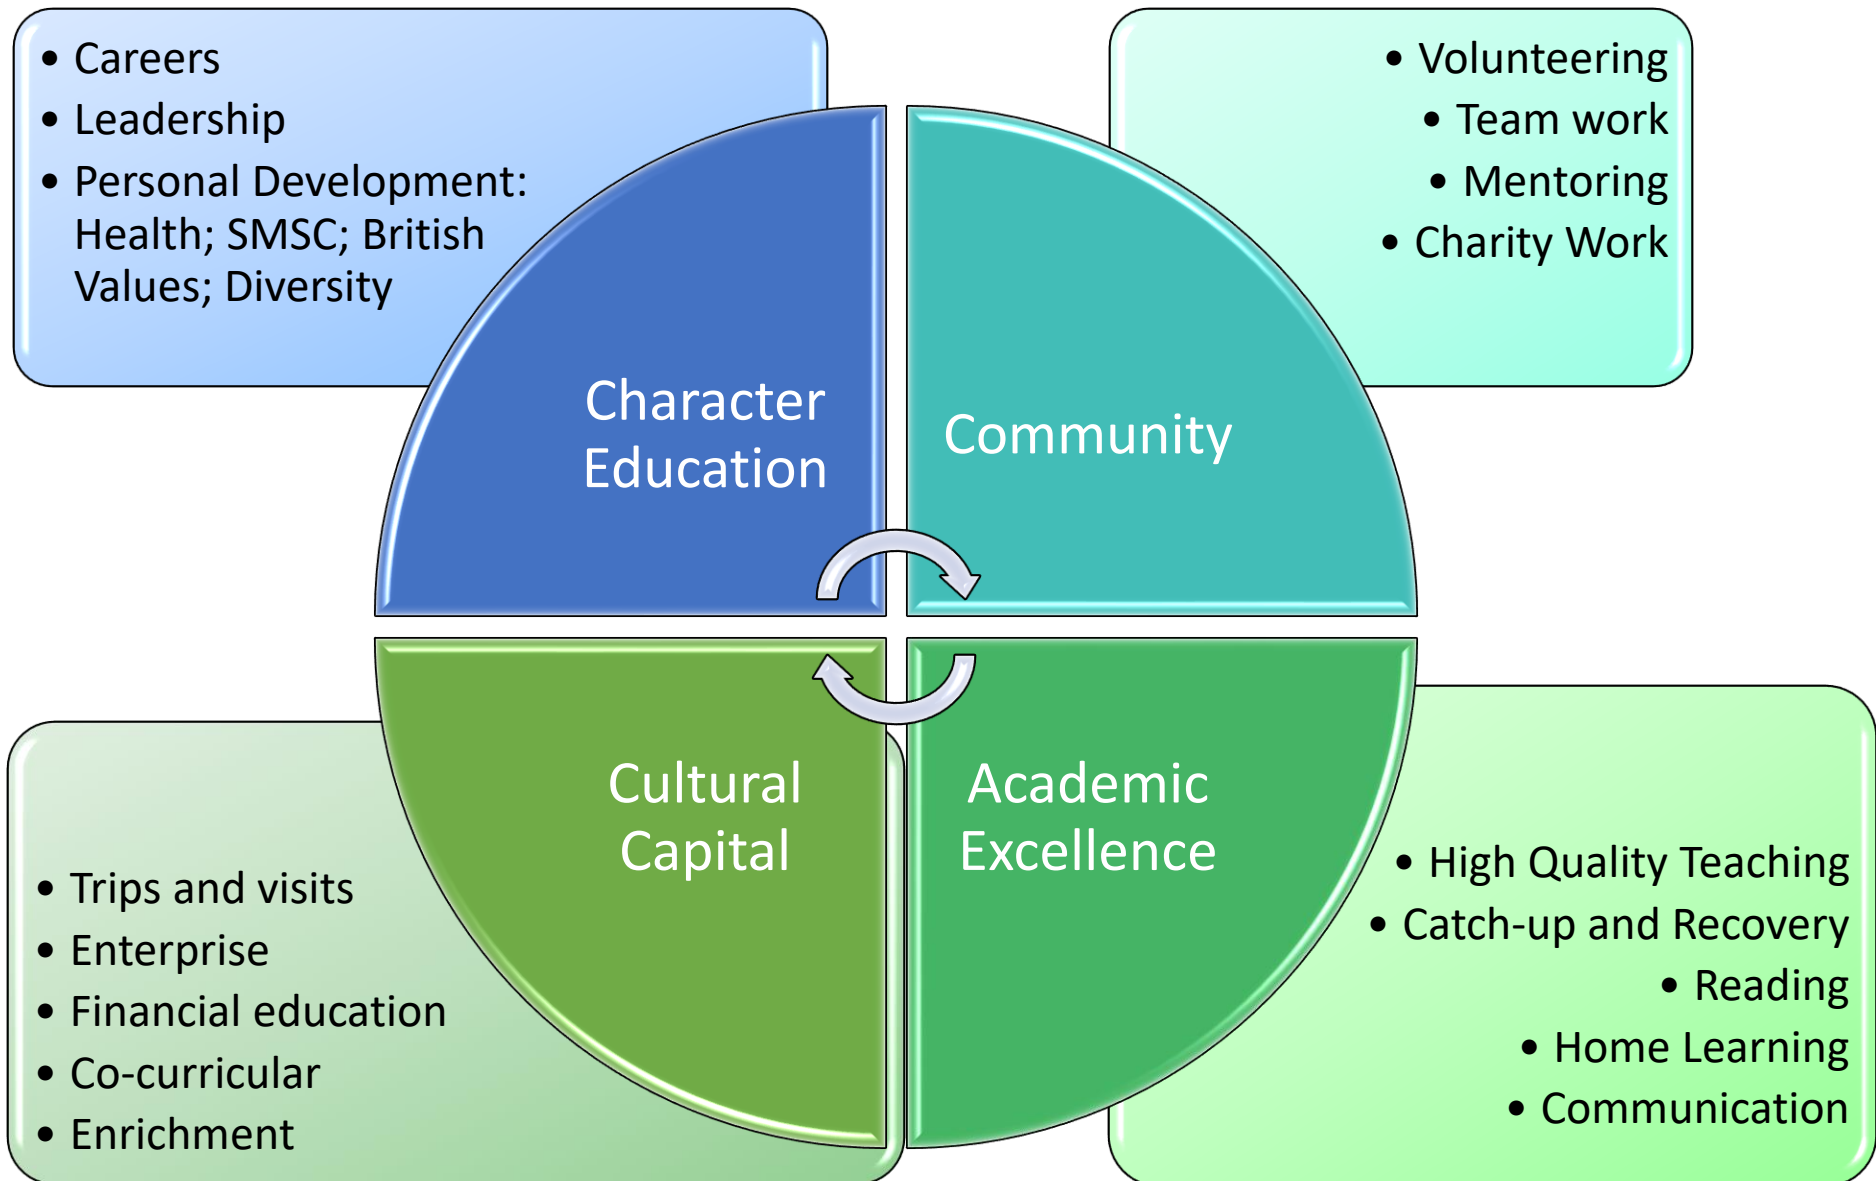 • Careers
• Leadership
• Personal Development:
Health; SMSC; British
Values; Diversity
• Volunteering
• Team work
• Mentoring
• Charity Work
Character
Education
Community
Cultural
Capital
Academic
Excellence
• Trips and visits
• Enterprise
• Financial education
• Co-curricular
• Enrichment
• High Quality Teaching
• Catch-up and Recovery
• Reading
• Home Learning
• Communication